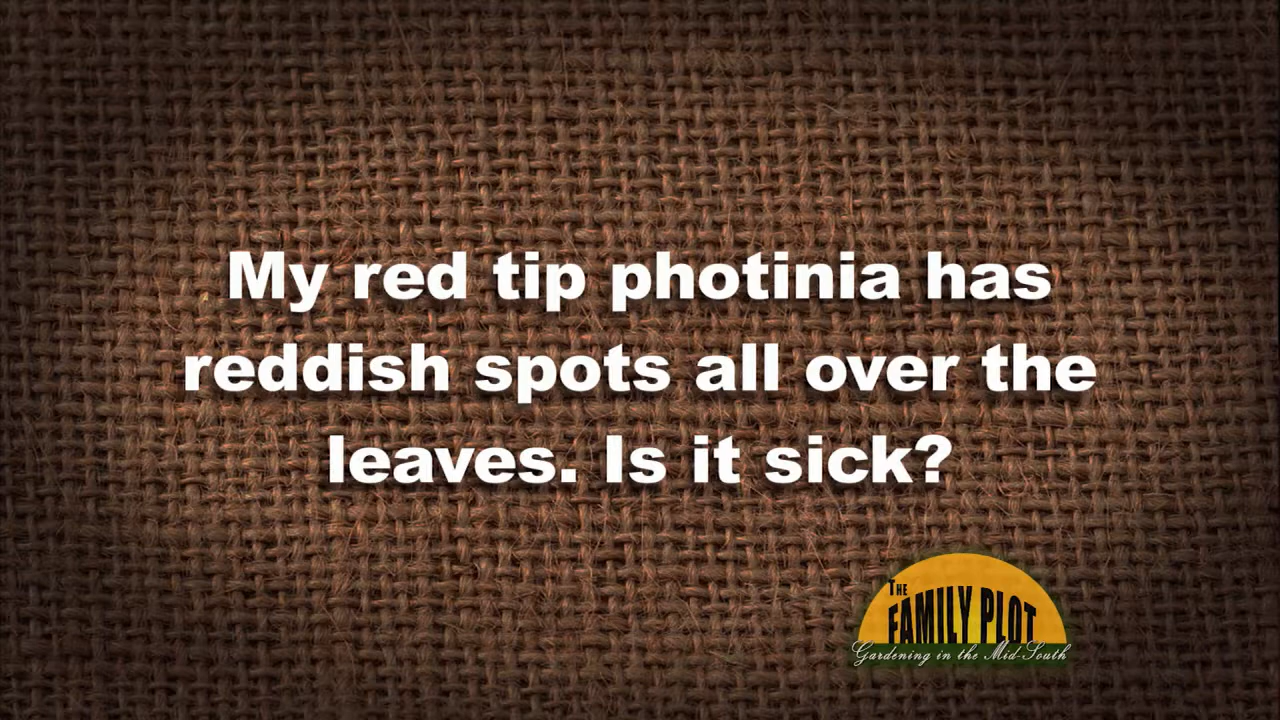 My red tip photinia has
reddish spots all over the
leaves. Is it sick?
THE
FAMILY PLOT
Gardening in the Mid-South